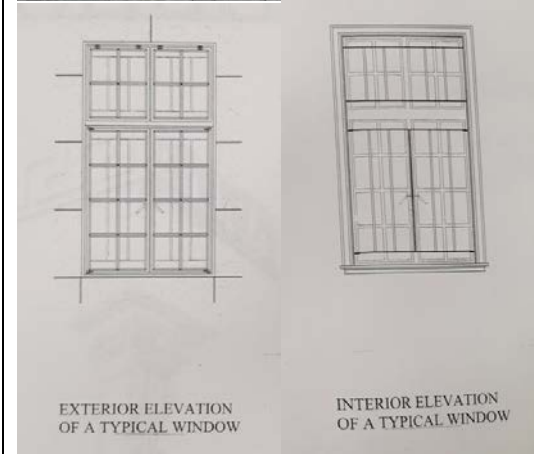 EXTERIOR ELEVATION
OF A TYPICAL WINDOW
INTERIOR ELEVATION
OF A TYPICAL WINDOW